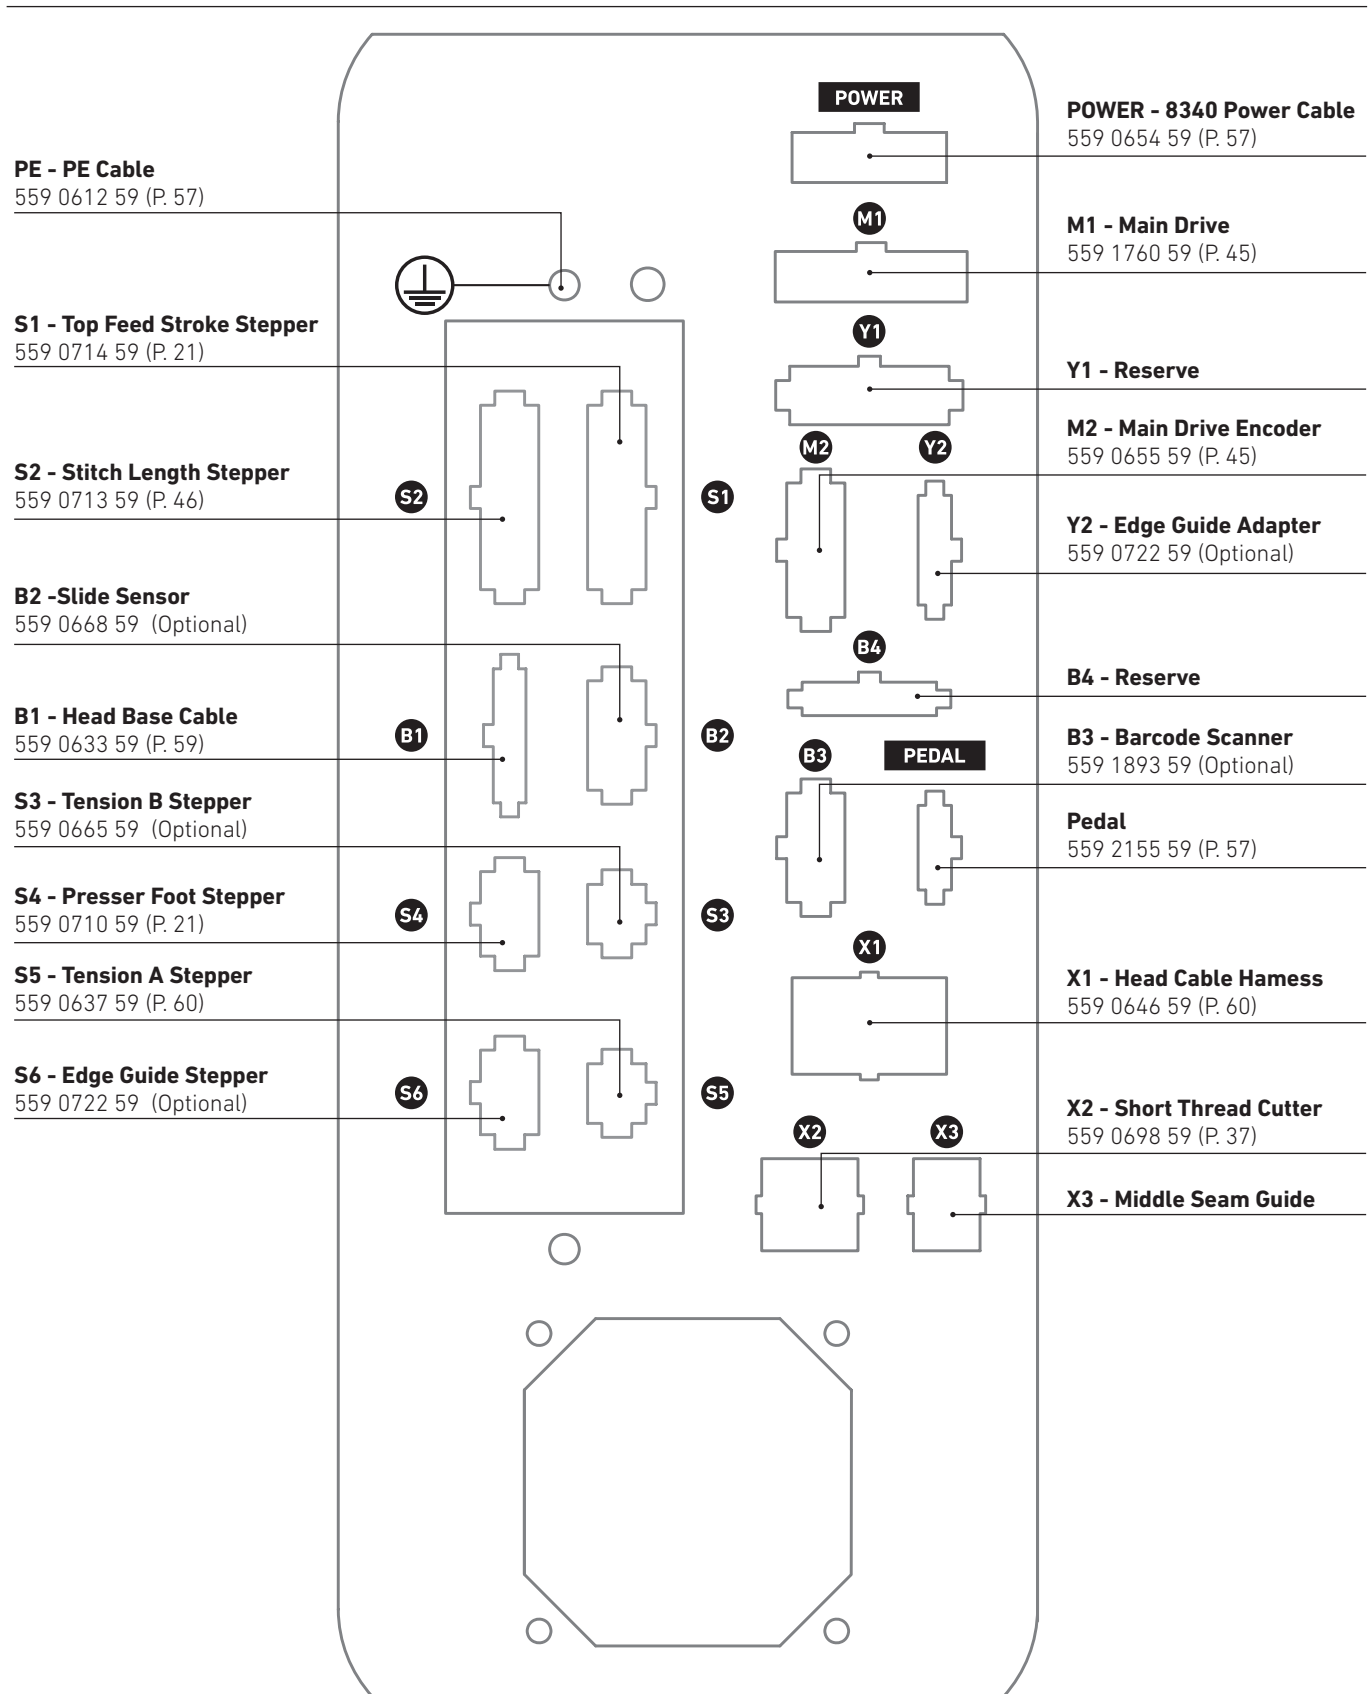 PE - PE Cable
559 0612 59 (P. 57)
S1 - Top Feed Stroke Stepper
559 0714 59 (P. 21)
S2 - Stitch Length Stepper
559 0713 59 (P. 46)
B2 -Slide Sensor
559 0668 59 (Optional)
B1 - Head Base Cable
559 0633 59 (P. 59)
S3 - Tension B Stepper
559 0665 59 (Optional)
S4 - Presser Foot Stepper
559 0710 59 (P. 21)
S5 - Tension A Stepper
559 0637 59 (P. 60)
S6 - Edge Guide Stepper
559 0722 59 (Optional)
S2
S1
B1
B2
S4
S3
S6
S5
POWER
M1
Y1
M2
Y2
B4
B3
PEDAL
X1
X2
X3
POWER - 8340 Power Cable
559 0654 59 (P. 57)
M1 - Main Drive
559 1760 59 (P. 45)
Y1 - Reserve
M2 - Main Drive Encoder
559 0655 59 (P. 45)
Y2 - Edge Guide Adapter
559 0722 59 (Optional)
B4 - Reserve
B3 - Barcode Scanner
559 1893 59 (Optional)
Pedal
559 2155 59 (P. 57)
X1 - Head Cable Hamess
559 0646 59 (P. 60)
X2 - Short Thread Cutter
559 0698 59 (P. 37)
X3 - Middle Seam Guide